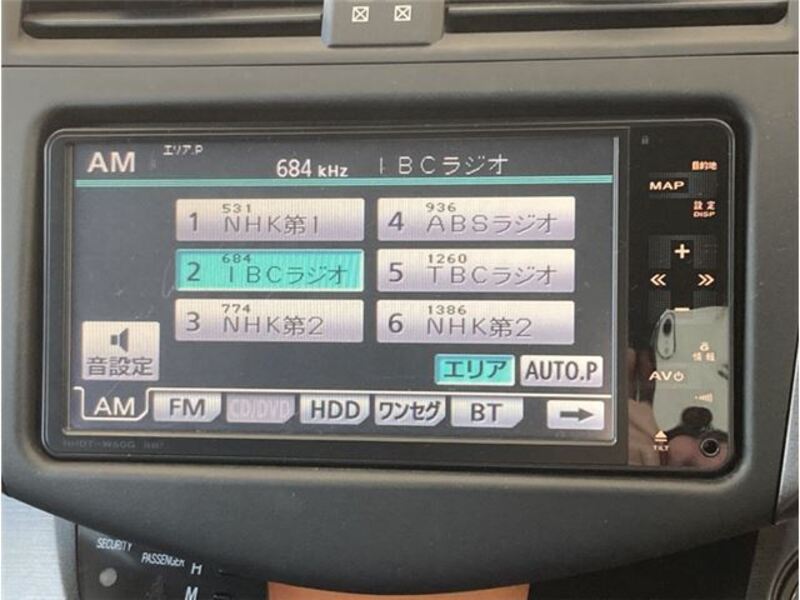 AM エリア.P 684 kHz IBCラジオ
目的地
MAP
設定
DISP
1 531 NHK第1
4 936 ABSラジオ
2 684 IBCラジオ
5 1260 TBCラジオ
3 774 NHK第2
6 1386 NHK第2
音設定
エリア AUTO.P
AM FM CD/DVD HDD ワンセグ BT
情報
AV
TILT
SECURITY PASSENGER
H
M